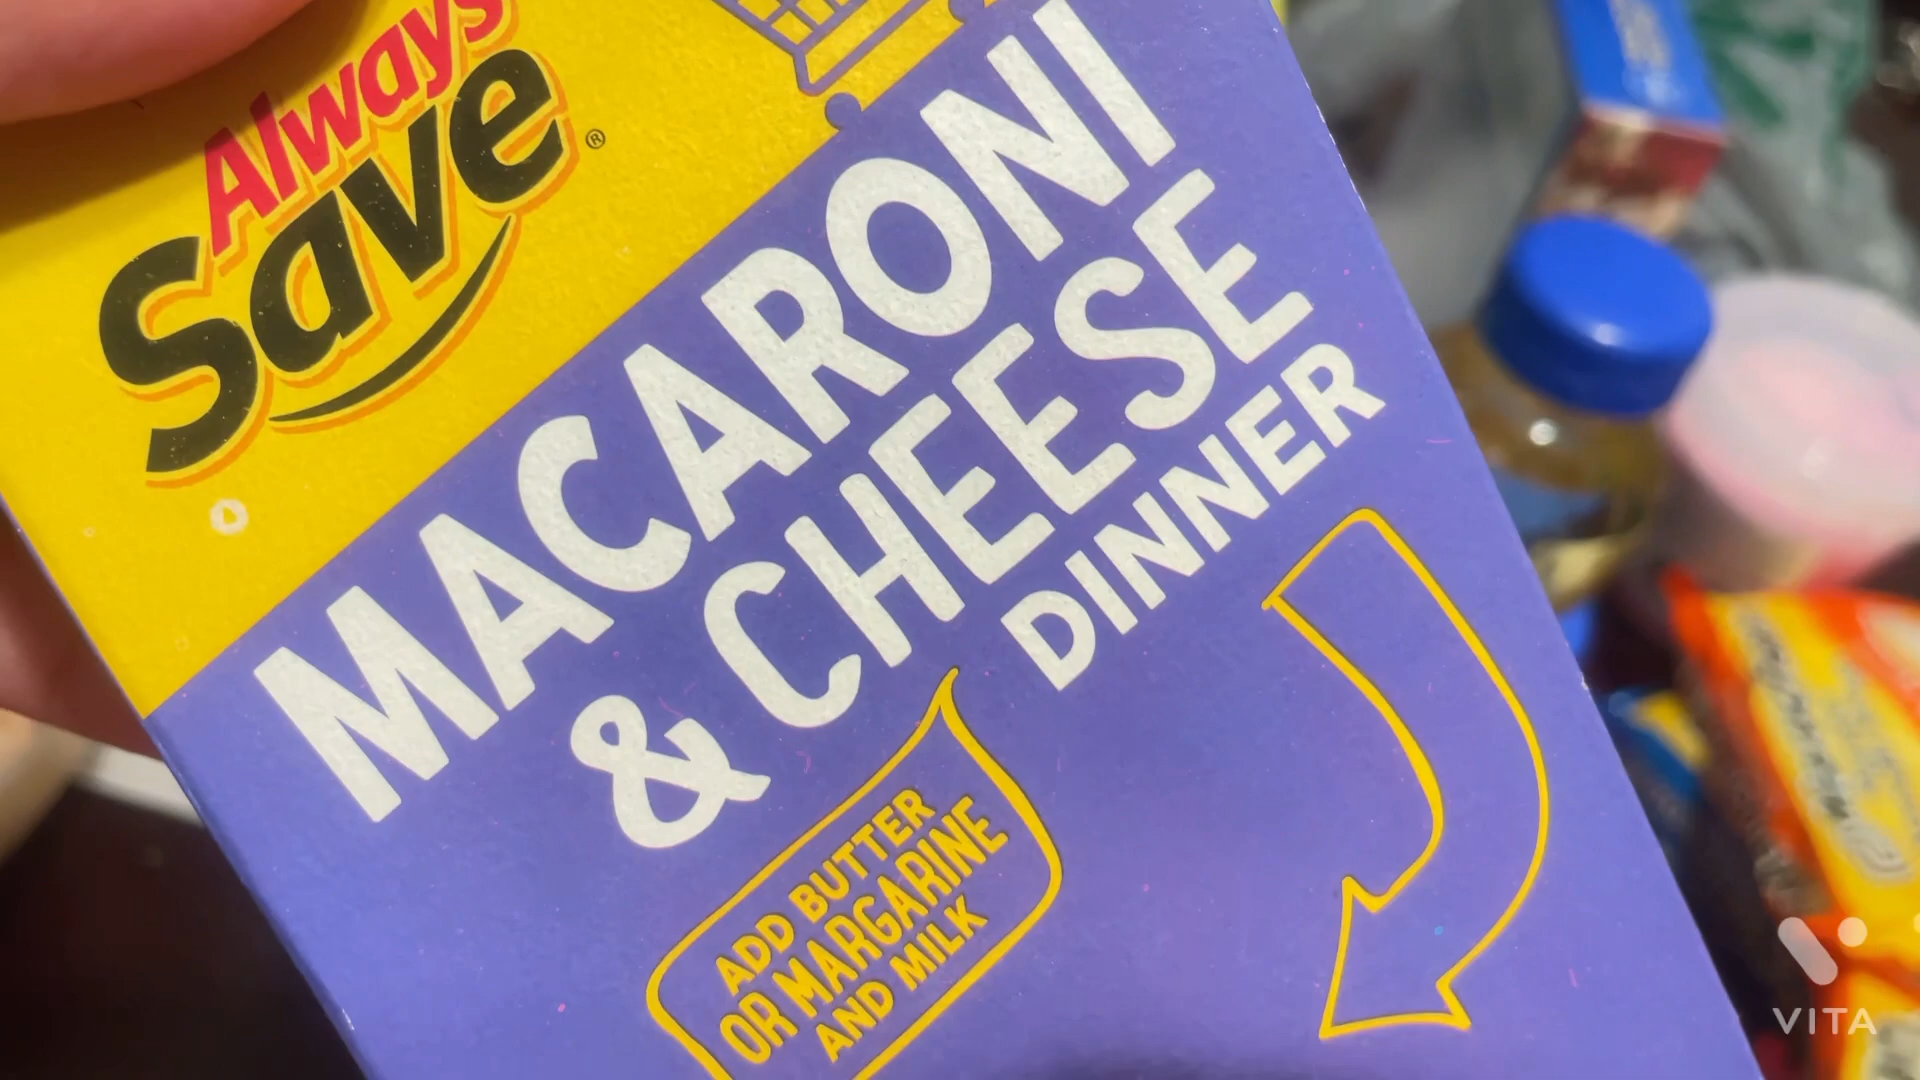 Always
Save®
MACARONI
& CHEESE
DINNER
ADD BUTTER
OR MARGARINE
AND MILK
VITA